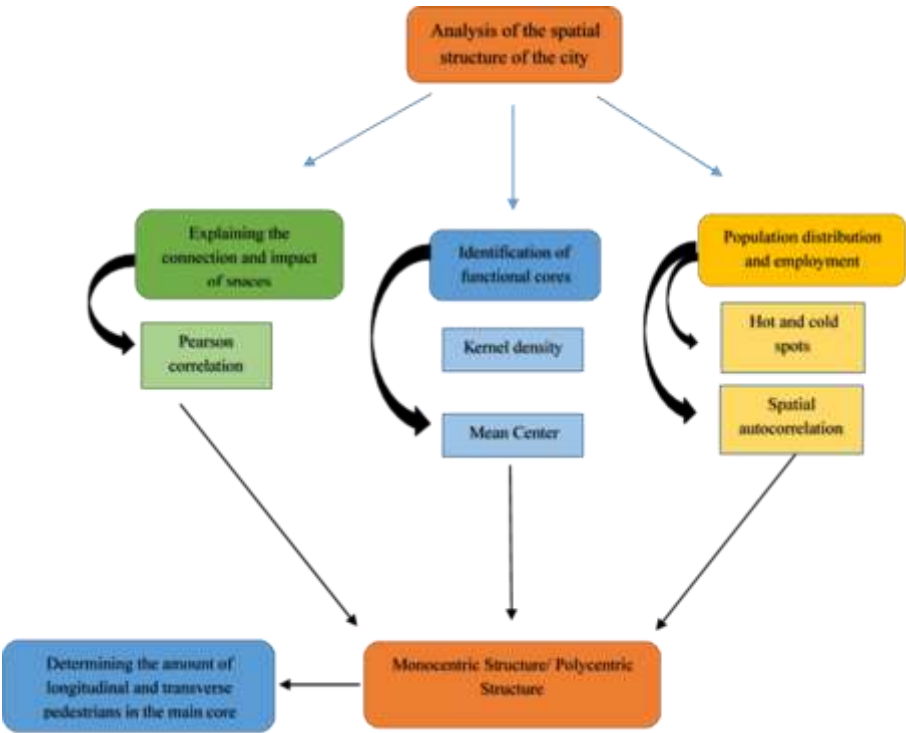 Analysis of the spatial
structure of the city
Explaining the
connection and impact
of spaces
Identification of
functional cores
Population distribution
and employment
Pearson
correlation
Kernel density
Mean Center
Hot and cold
spots
Spatial
autocorrelation
Determining the amount of
longitudinal and transverse
pedestrians in the main core
Monocentric Structure/ Polycentric
Structure